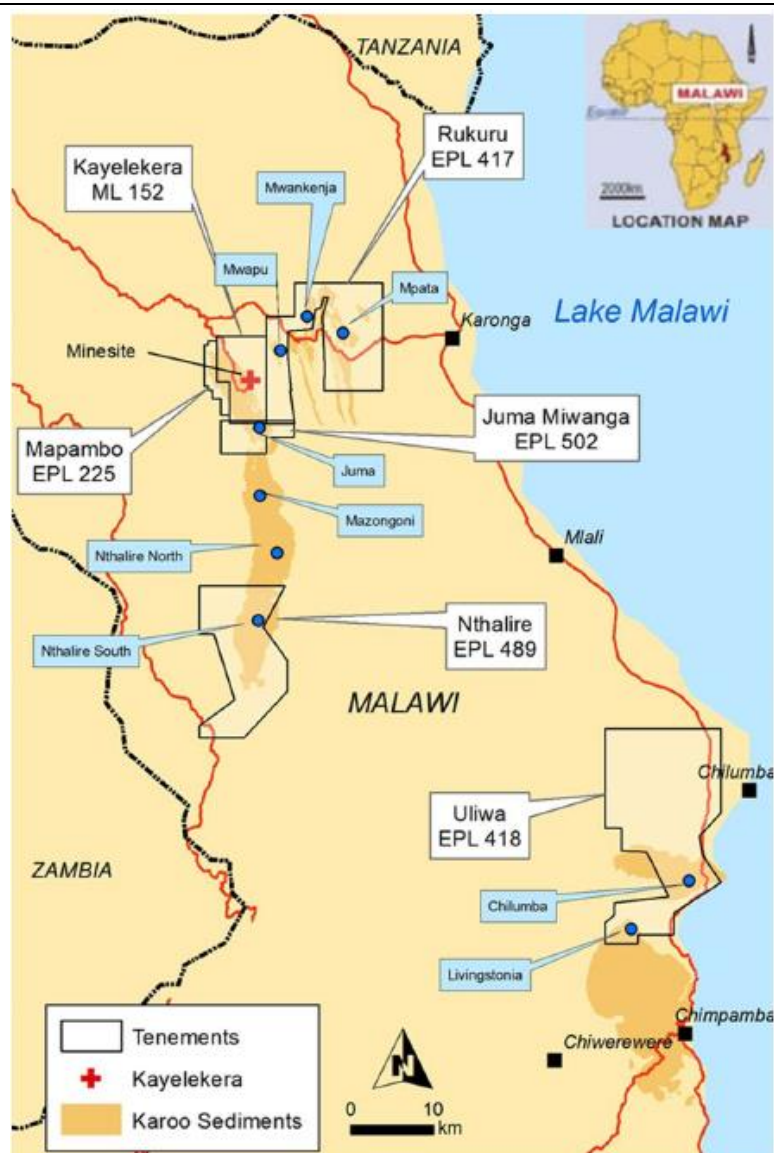 TANZANIA
MALAWI
Equator
2000km
LOCATION MAP
Rukuru
EPL 417
Kayelekera
ML 152
Mwankenja
Mwapu
Mpata
Lake Malawi
Karonga
Minesite
Juma Miwanga
EPL 502
Mapambo
EPL 225
Juma
Mazongoni
Mlali
Nthalire North
Nthalire
EPL 489
Nthalire South
MALAWI
Chilumba
Uliwa
EPL 418
ZAMBIA
Chilumba
Livingstonia
Chimpamba
Chiwerewere
Tenements
Kayelekera
Karoo Sediments
N
0 10
km